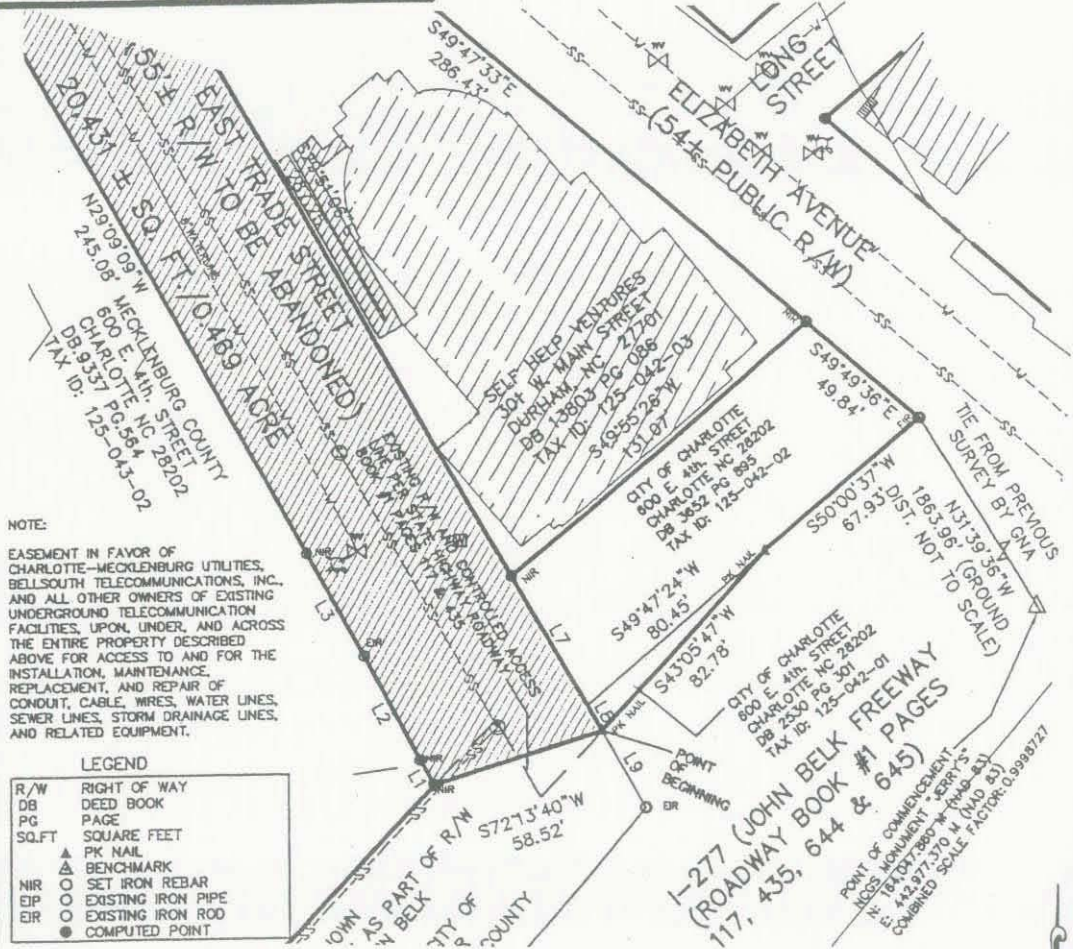 S49°47'33"E
286.43'
LONG
STREET
ELIZABETH AVENUE
(54± PUBLIC R/W)
EAST TRADE STREET
(55'± R/W TO BE ABANDONED)
20,431 ± SQ. FT./0.469 ACRE
8" WATERLINE
N29°09'09"W
245.08'
MECKLENBURG COUNTY
600 E. 4th. STREET
CHARLOTTE NC 28202
DB.9337 PG.564
TAX ID: 125-043-02
SELF HELP VENTURES
301 W. MAIN STREET
DURHAM, NC 27701
DB 13803 PG 086
TAX ID: 125-042-03
S49°55'26"W
131.07'
NIR
S49°49'36"E
49.84'
EIR
CITY OF CHARLOTTE
600 E. 4th. STREET
CHARLOTTE NC 28202
DB 3652 PG 895
TAX ID: 125-042-02
S50°00'37"W
67.93'
TIE FROM PREVIOUS
SURVEY BY GNA
N31°39'36"W
1863.96' (GROUND
DIST. NOT TO SCALE)
EXISTING R/W AND CONTROLLED ACCESS
LINE PER STATE HIGHWAY ROADWAY
BOOK #1 PAGES 117 & 435
NIR
PK NAIL
S49°47'24"W
80.45'
S43°05'47"W
82.78'
CITY OF CHARLOTTE
600 E. 4th. STREET
CHARLOTTE NC 28202
DB 2530 PG 301
TAX ID: 125-042-01
NIR
L3
EIR
L2
L1
NIR
L7
PK NAIL
L9
EIR
POINT
OF
BEGINNING
S72°13'40"W
58.52'
I-277 (JOHN BELK FREEWAY
(ROADWAY BOOK #1 PAGES
117, 435, 644 & 645)
POINT OF COMMENCEMENT
NCGS MONUMENT "JERRY'S"
COMBINED SCALE FACTOR: 0.9998727
AS PART OF R/W
BELK
CITY OF
COUNTY
NOTE:
EASEMENT IN FAVOR OF
CHARLOTTE-MECKLENBURG UTILITIES,
BELLSOUTH TELECOMMUNICATIONS, INC.,
AND ALL OTHER OWNERS OF EXISTING
UNDERGROUND TELECOMMUNICATION
FACILITIES, UPON, UNDER, AND ACROSS
THE ENTIRE PROPERTY DESCRIBED
ABOVE FOR ACCESS TO AND FOR THE
INSTALLATION, MAINTENANCE,
REPLACEMENT, AND REPAIR OF
CONDUIT, CABLE, WIRES, WATER LINES,
SEWER LINES, STORM DRAINAGE LINES,
AND RELATED EQUIPMENT.
LEGEND
R/W RIGHT OF WAY
DB DEED BOOK
PG PAGE
SQ.FT SQUARE FEET
PK NAIL
BENCHMARK
NIR SET IRON REBAR
EIP EXISTING IRON PIPE
EIR EXISTING IRON ROD
COMPUTED POINT